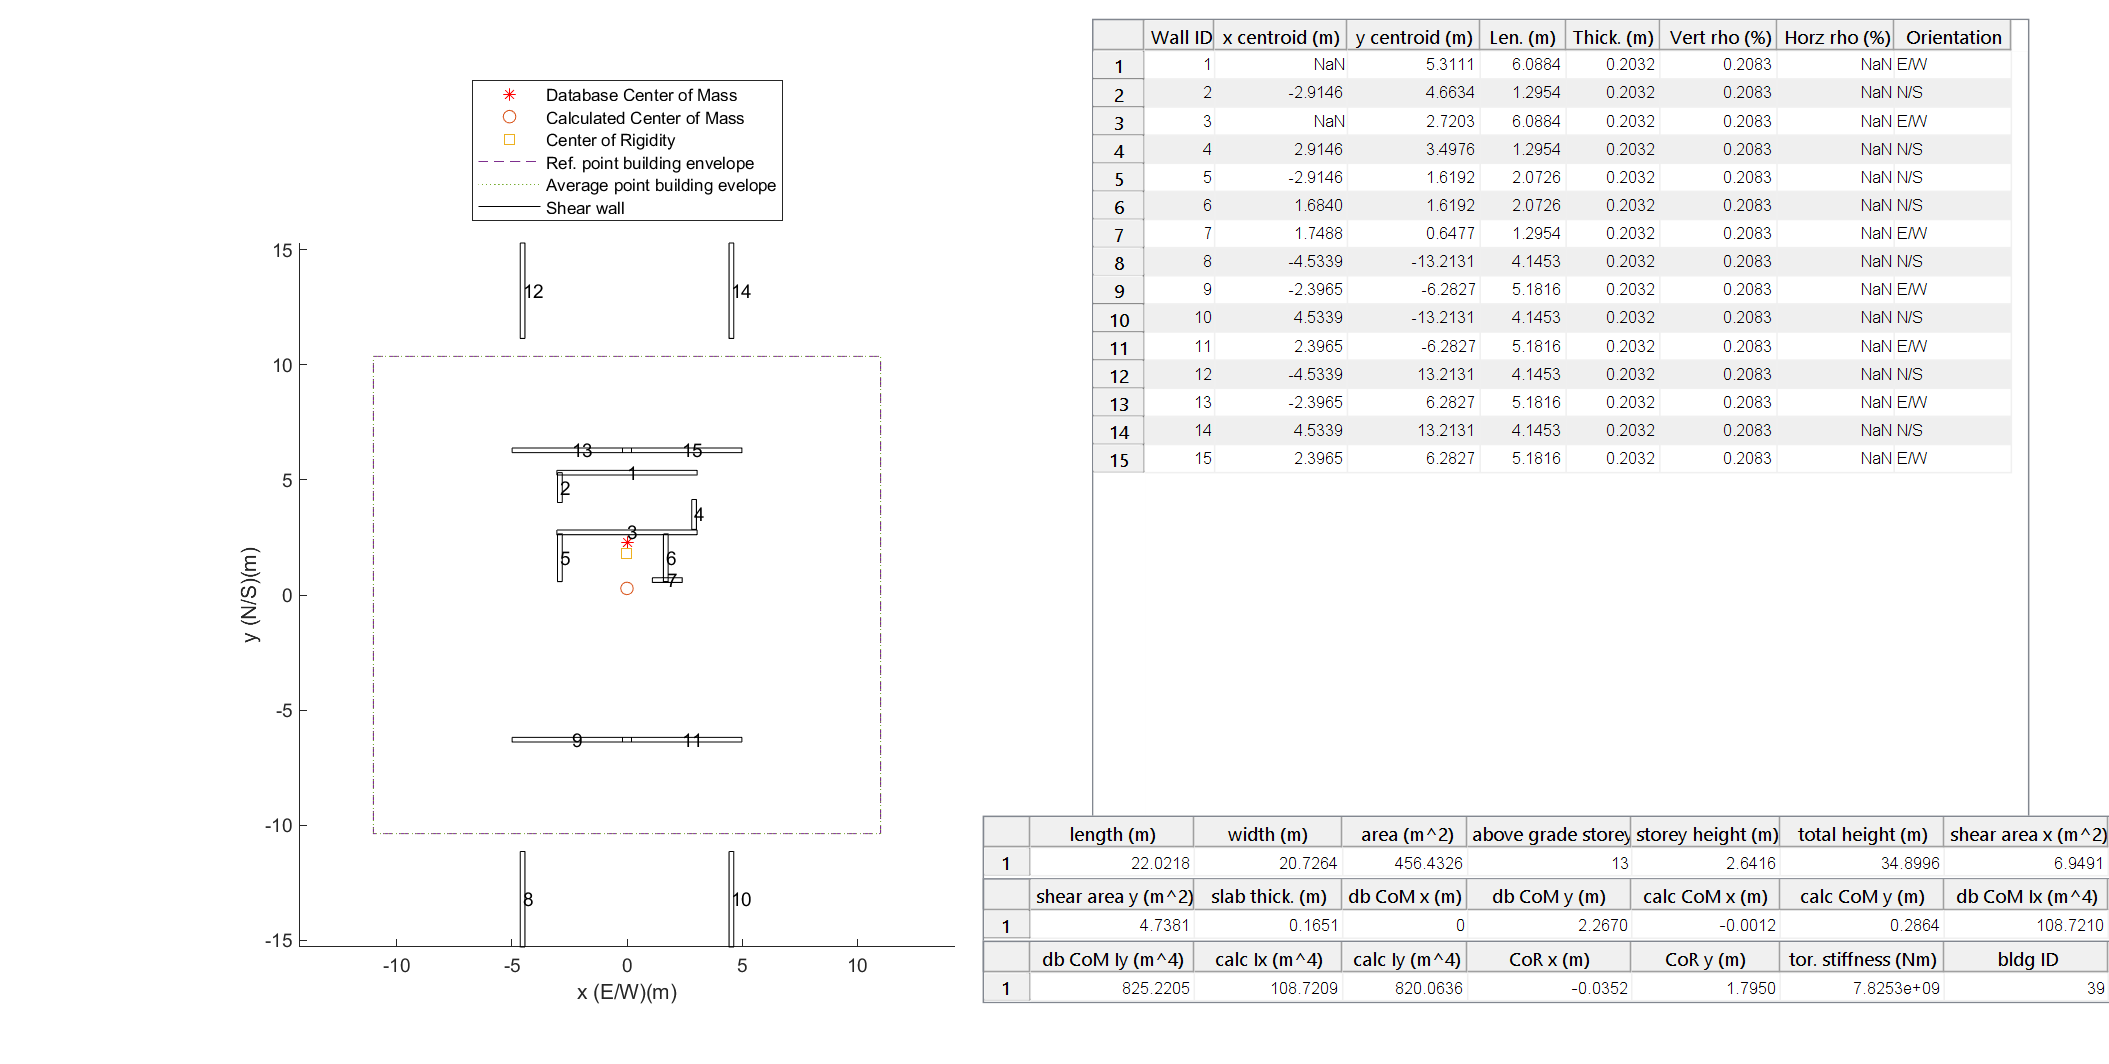 Database Center of Mass
Calculated Center of Mass
Center of Rigidity
Ref. point building envelope
Average point building evelope
Shear wall
15
10
5
0
-5
-10
-15
y (N/S)(m)
-10 -5 0 5 10
x (E/W)(m)
12 14
13 15
1
2
4
3
5 6
7
9 11
8 10
Wall ID x centroid (m) y centroid (m) Len. (m) Thick. (m) Vert rho (%) Horz rho (%) Orientation
1 1 NaN 5.3111 6.0884 0.2032 0.2083 NaN E/W
2 2 -2.9146 4.6634 1.2954 0.2032 0.2083 NaN N/S
3 3 NaN 2.7203 6.0884 0.2032 0.2083 NaN E/W
4 4 2.9146 3.4976 1.2954 0.2032 0.2083 NaN N/S
5 5 -2.9146 1.6192 2.0726 0.2032 0.2083 NaN N/S
6 6 1.6840 1.6192 2.0726 0.2032 0.2083 NaN N/S
7 7 1.7488 0.6477 1.2954 0.2032 0.2083 NaN E/W
8 8 -4.5339 -13.2131 4.1453 0.2032 0.2083 NaN N/S
9 9 -2.3965 -6.2827 5.1816 0.2032 0.2083 NaN E/W
10 10 4.5339 -13.2131 4.1453 0.2032 0.2083 NaN N/S
11 11 2.3965 -6.2827 5.1816 0.2032 0.2083 NaN E/W
12 12 -4.5339 13.2131 4.1453 0.2032 0.2083 NaN N/S
13 13 -2.3965 6.2827 5.1816 0.2032 0.2083 NaN E/W
14 14 4.5339 13.2131 4.1453 0.2032 0.2083 NaN N/S
15 15 2.3965 6.2827 5.1816 0.2032 0.2083 NaN E/W
length (m) width (m) area (m^2) above grade storey storey height (m) total height (m) shear area x (m^2)
1 22.0218 20.7264 456.4326 13 2.6416 34.8996 6.9491
shear area y (m^2) slab thick. (m) db CoM x (m) db CoM y (m) calc CoM x (m) calc CoM y (m) db CoM Ix (m^4)
1 4.7381 0.1651 0 2.2670 -0.0012 0.2864 108.7210
db CoM Iy (m^4) calc Ix (m^4) calc Iy (m^4) CoR x (m) CoR y (m) tor. stiffness (Nm) bldg ID
1 825.2205 108.7209 820.0636 -0.0352 1.7950 7.8253e+09 39